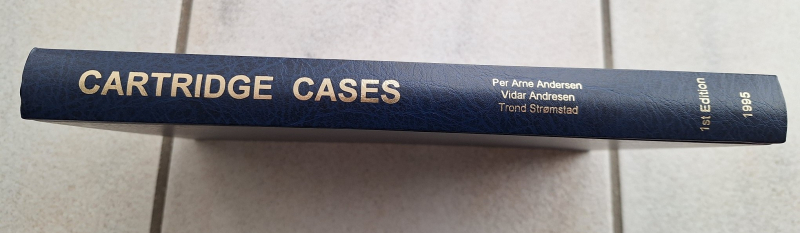 CARTRIDGE CASES
Per Arne Andersen
Vidar Andresen
Trond Strømstad
1st Edition
1995